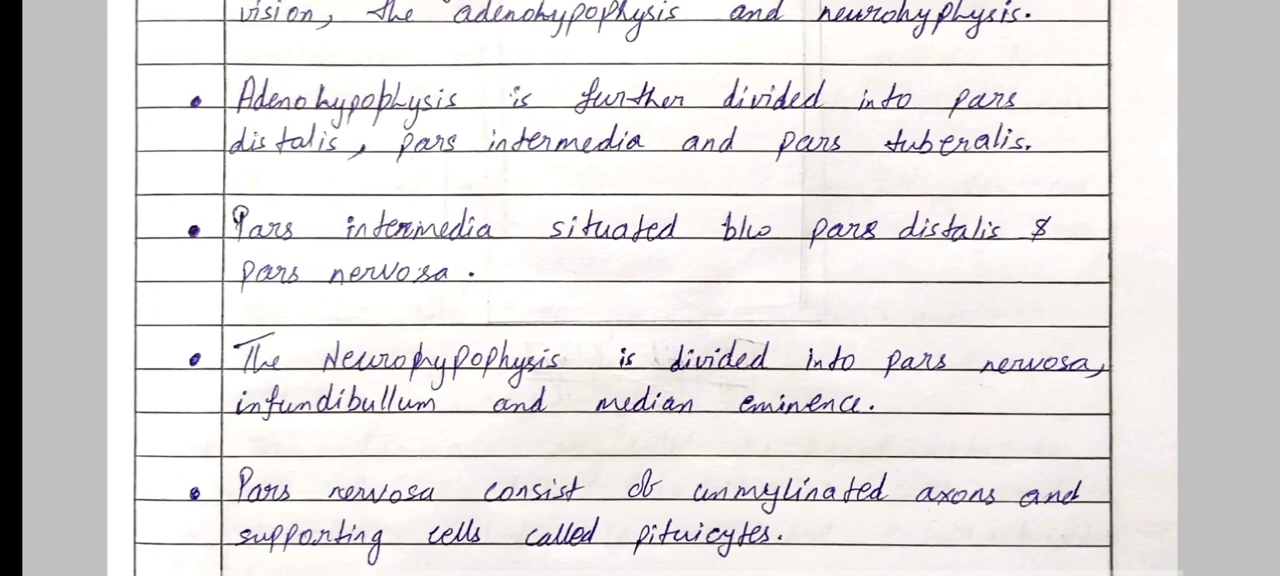 vision, the adenohypophysis and neurohyphysis.
• Adenohypophysis is further divided into pars
distalis, pars intermedia and pars tuberalis.
• Pars intermedia situated b/w pars distalis &
pars nervosa.
• The Neurophypophysis is divided into pars nervosa,
infundibullum and median eminence.
• Pars nervosa consist of unmylinated axons and
supporting cells called pituicytes.